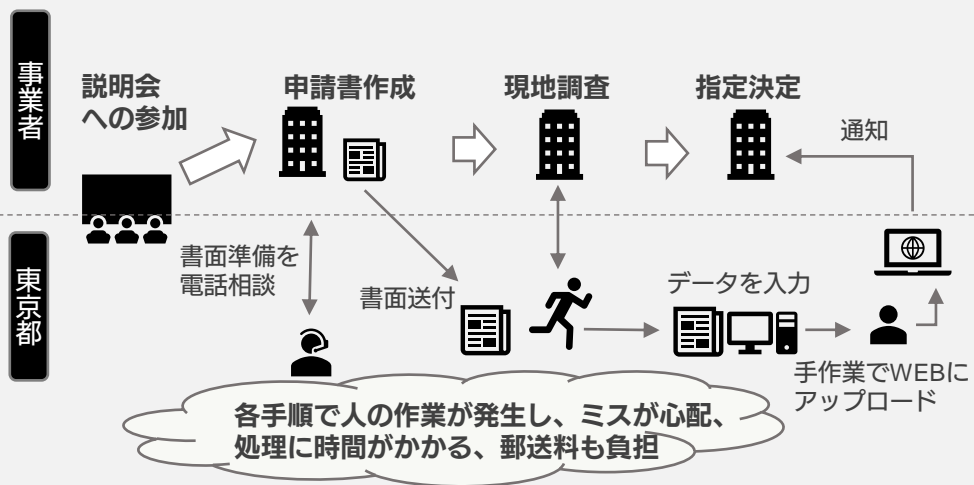 事業者
説明会
への参加
申請書作成
現地調査
指定決定
通知
東京都
書面準備を
電話相談
書面送付
データを入力
手作業でWEBに
アップロード
各手順で人の作業が発生し、ミスが心配、
処理に時間がかかる、郵送料も負担